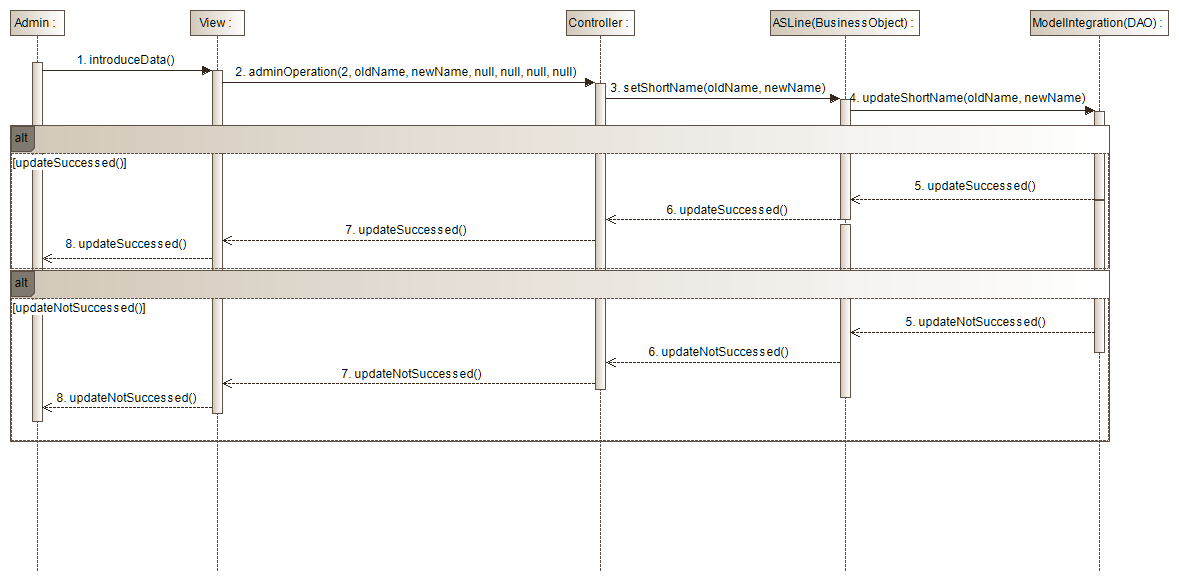 Admin :
View :
Controller :
ASLine(BusinessObject) :
ModelIntegration(DAO) :
1. introduceData()
2. adminOperation(2, oldName, newName, null, null, null, null)
3. setShortName(oldName, newName)
4. updateShortName(oldName, newName)
alt
[updateSuccessed()]
5. updateSuccessed()
6. updateSuccessed()
7. updateSuccessed()
8. updateSuccessed()
alt
[updateNotSuccessed()]
5. updateNotSuccessed()
6. updateNotSuccessed()
7. updateNotSuccessed()
8. updateNotSuccessed()